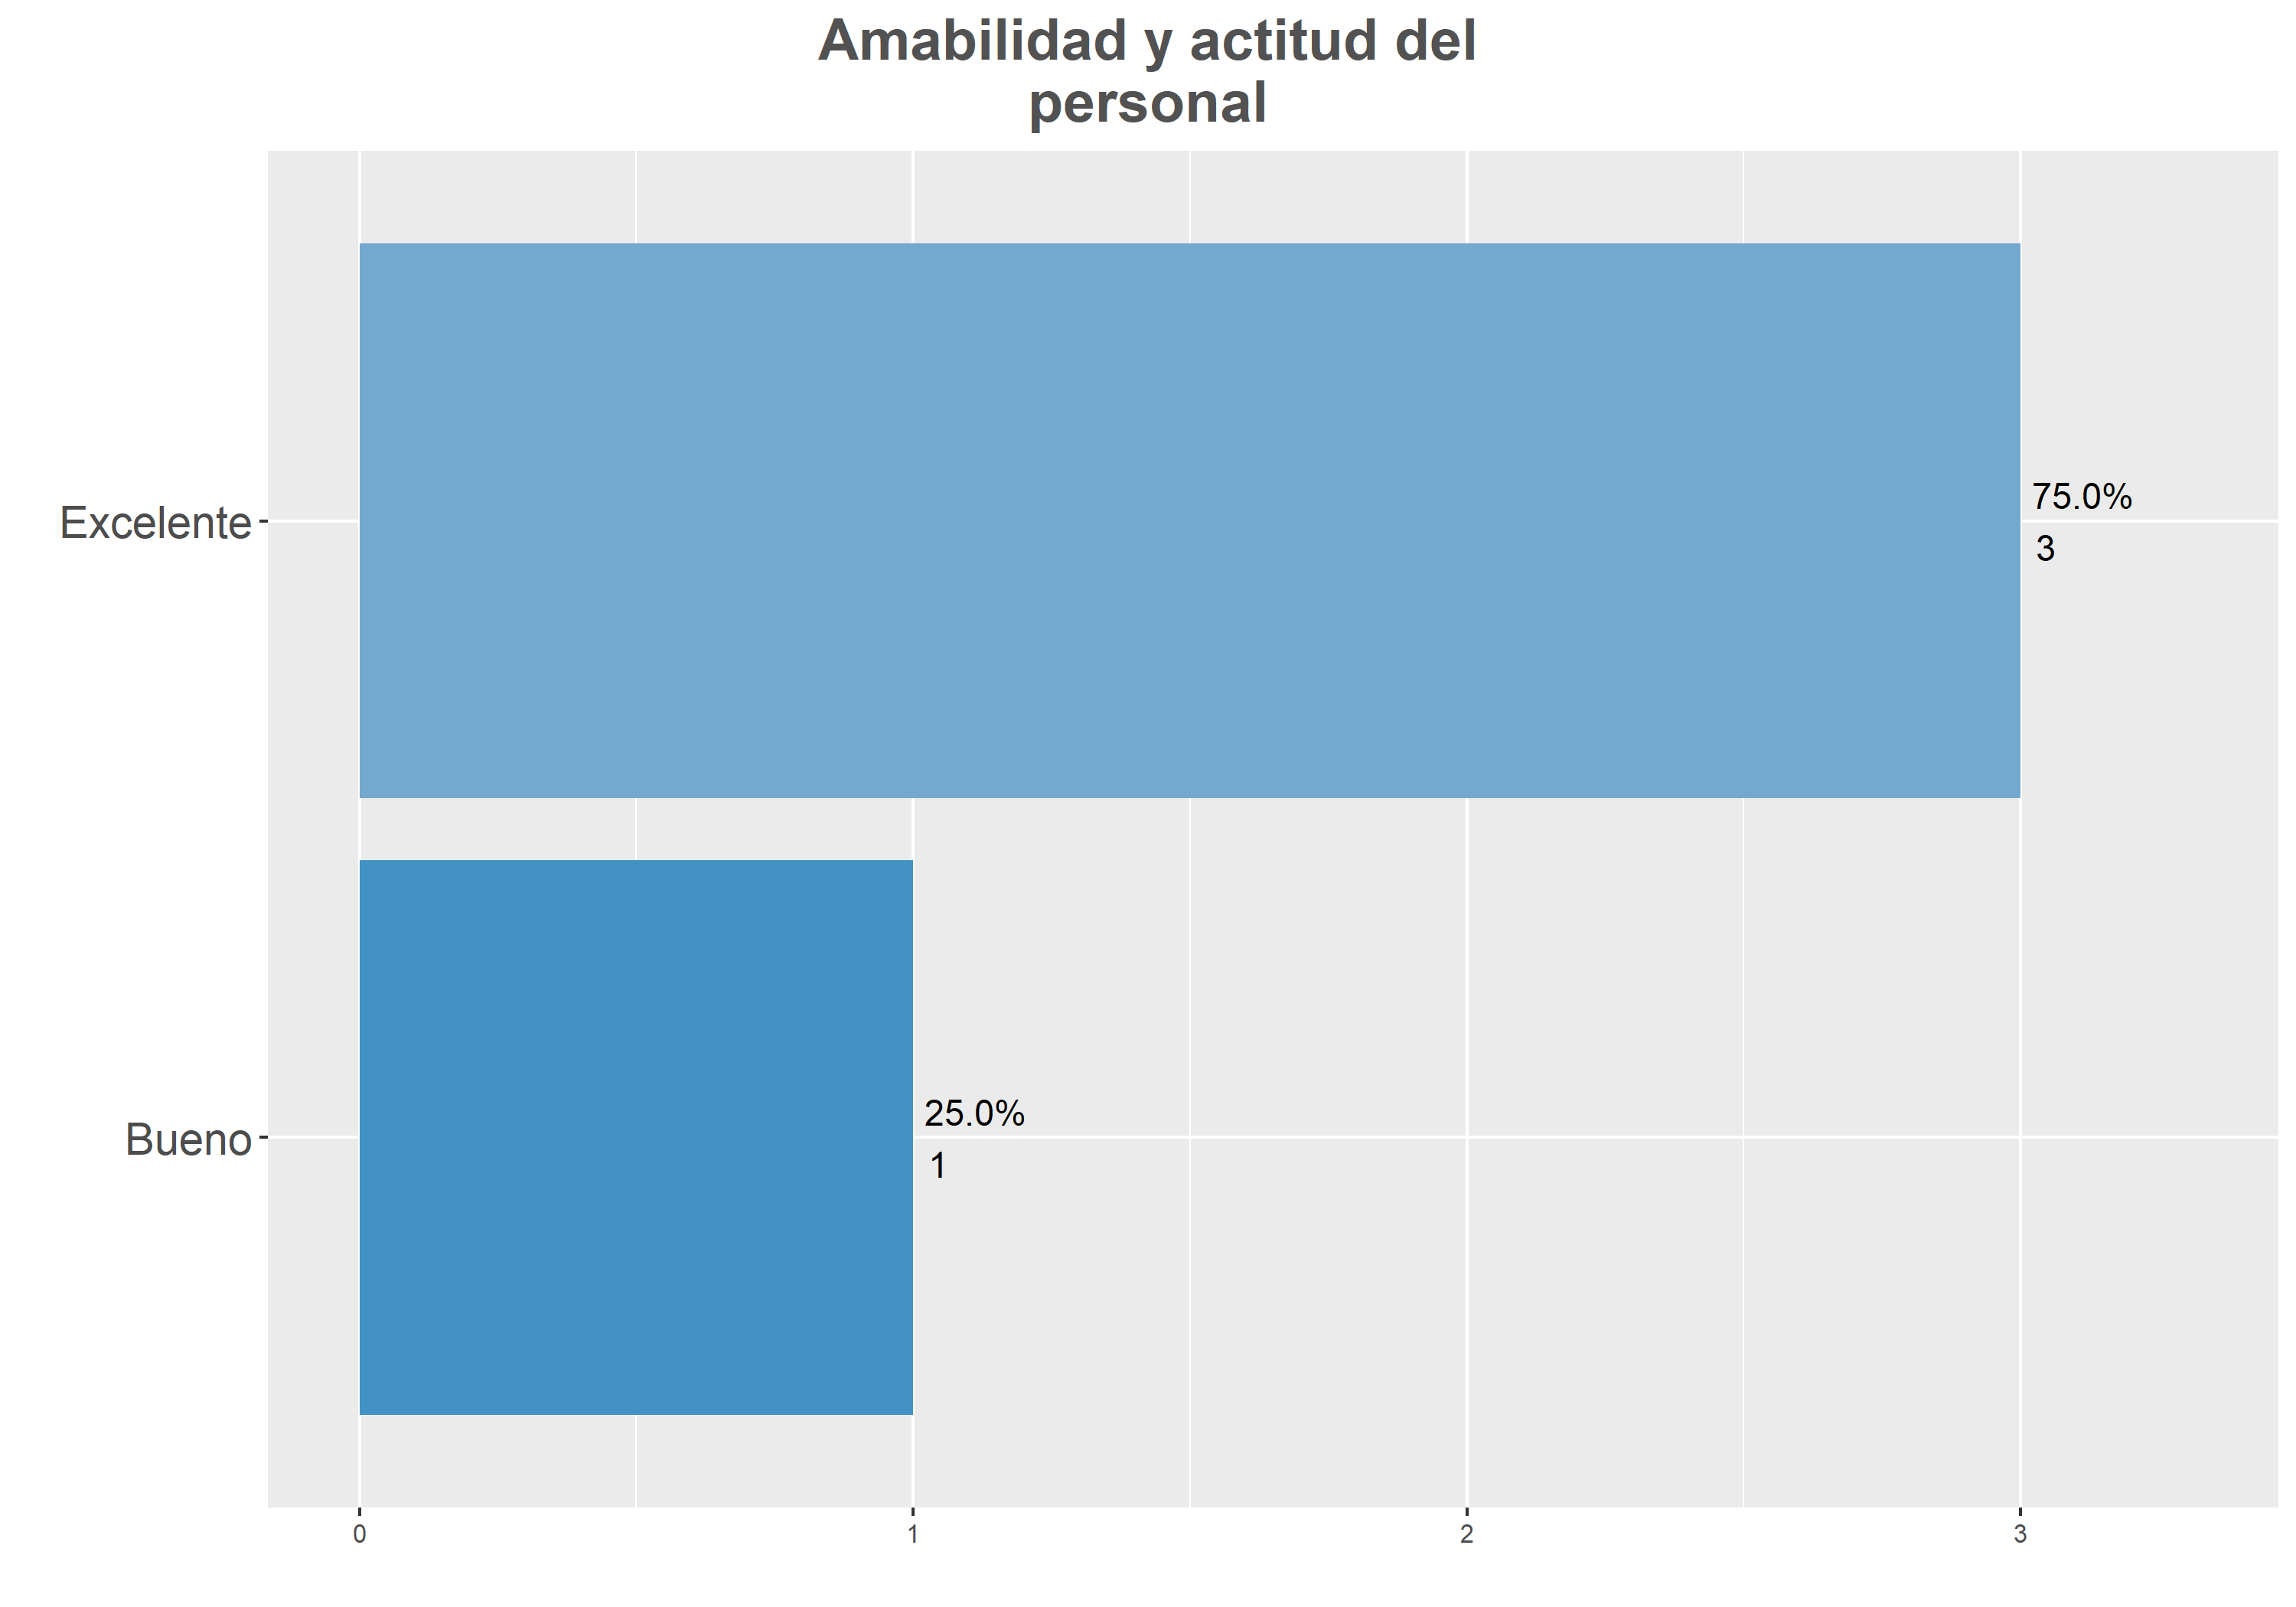 Amabilidad y actitud del
personal
Excelente
75.0%
3
Bueno
25.0%
1
0 1 2 3